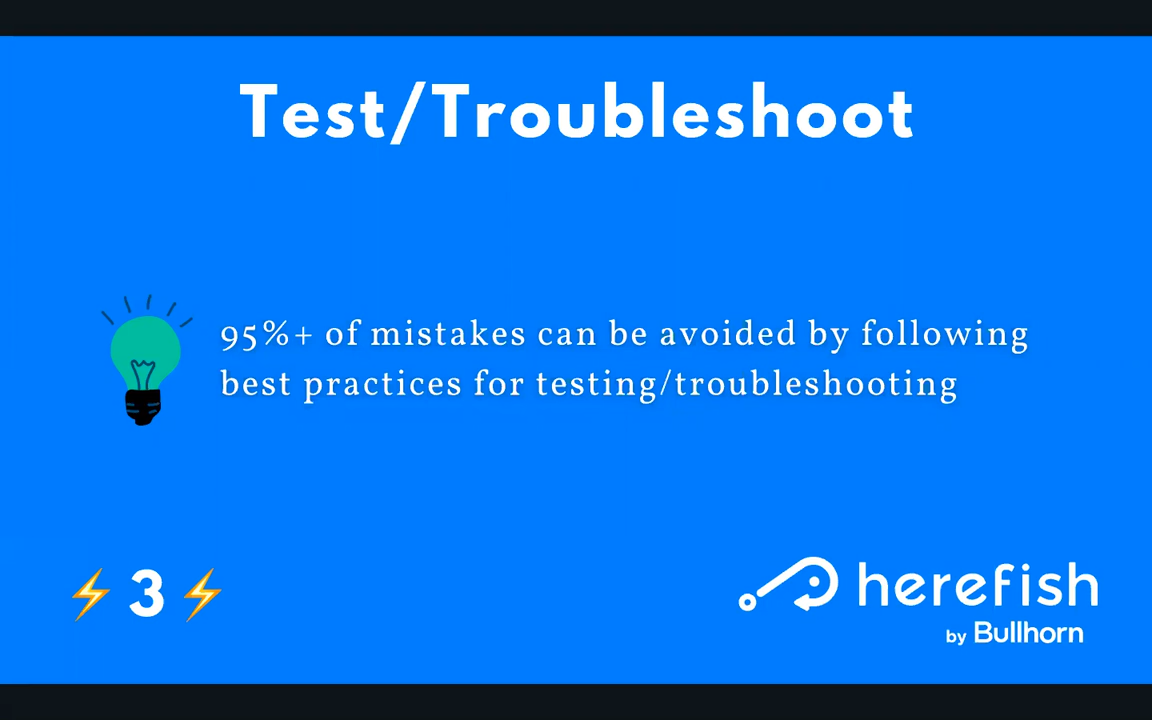 Test/Troubleshoot
95%+ of mistakes can be avoided by following
best practices for testing/troubleshooting
⚡ 3 ⚡
herefish
by Bullhorn